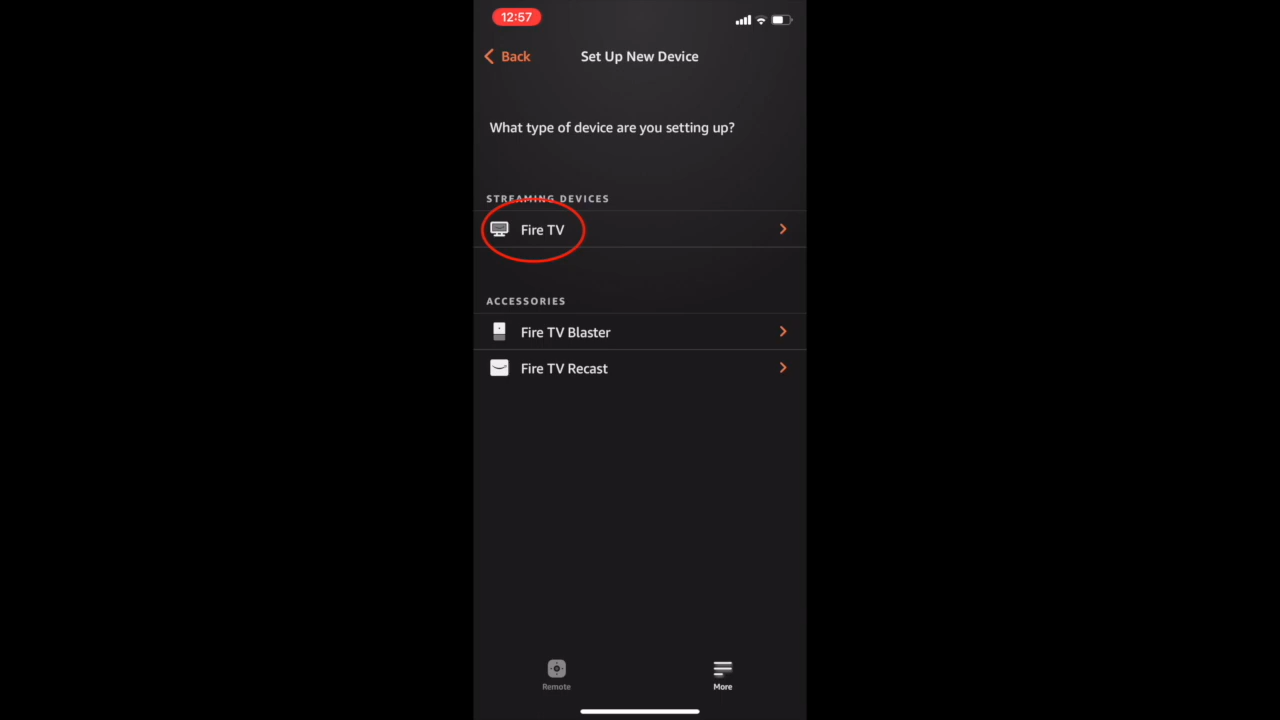 12:57
Back
Set Up New Device
What type of device are you setting up?
STREAMING DEVICES
Fire TV
ACCESSORIES
Fire TV Blaster
Fire TV Recast
Remote
More